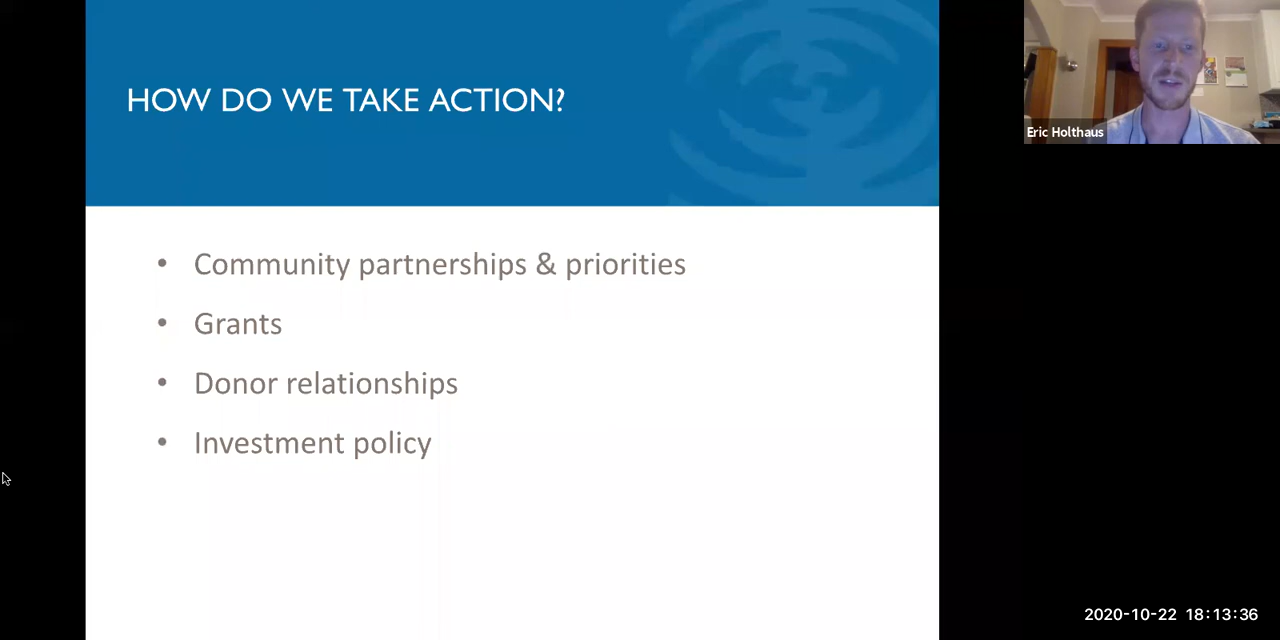 HOW DO WE TAKE ACTION?
• Community partnerships & priorities
• Grants
• Donor relationships
• Investment policy
Eric Holthaus
2020-10-22 18:13:36